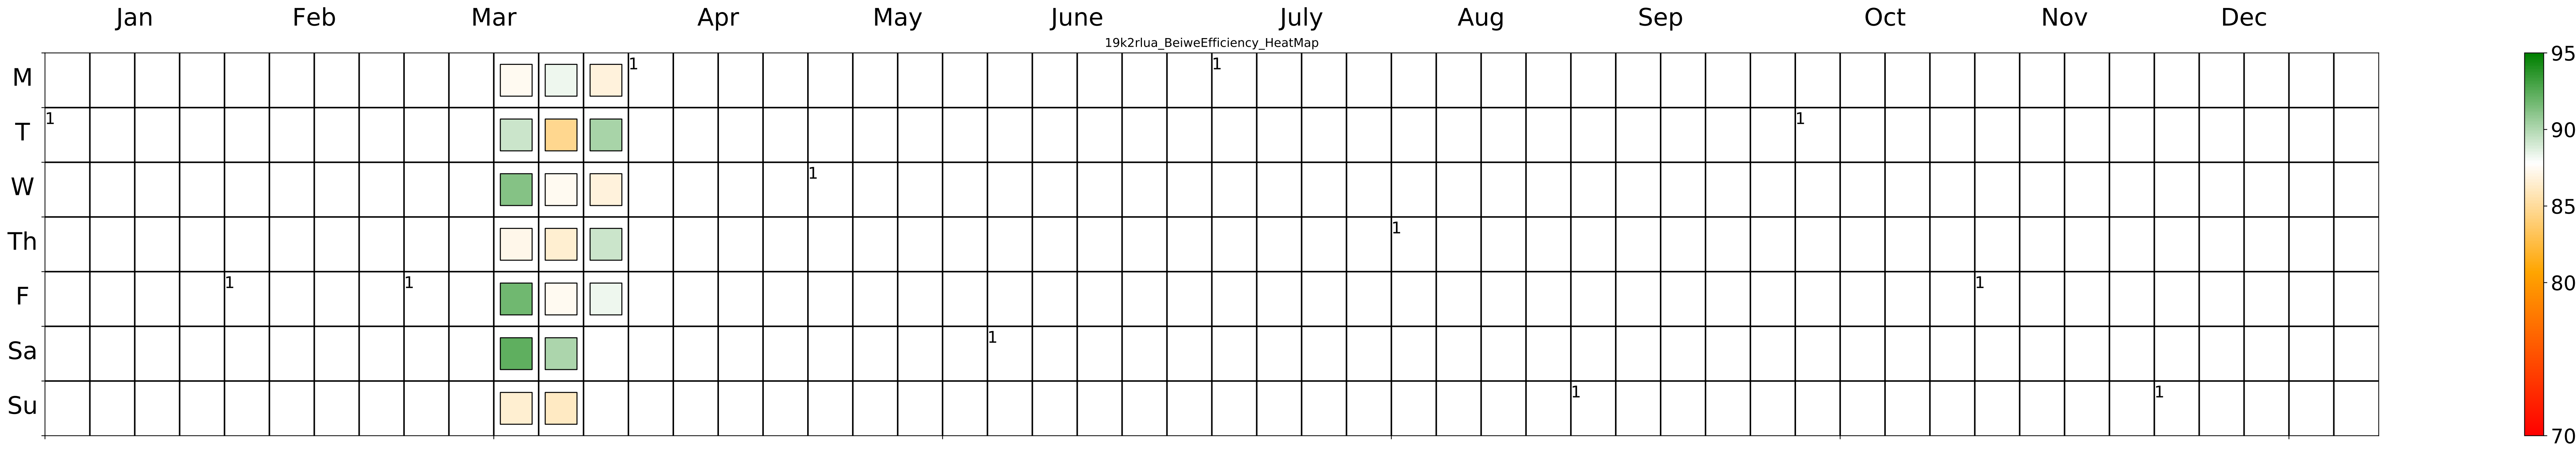 Jan Feb Mar Apr May June July Aug Sep Oct Nov Dec
19k2rlua_BeiweEfficiency_HeatMap
95
M 1 1
T 1 1
90
W 1
85
Th 1
F 1 1 1
80
Sa 1
Su 1 1
70